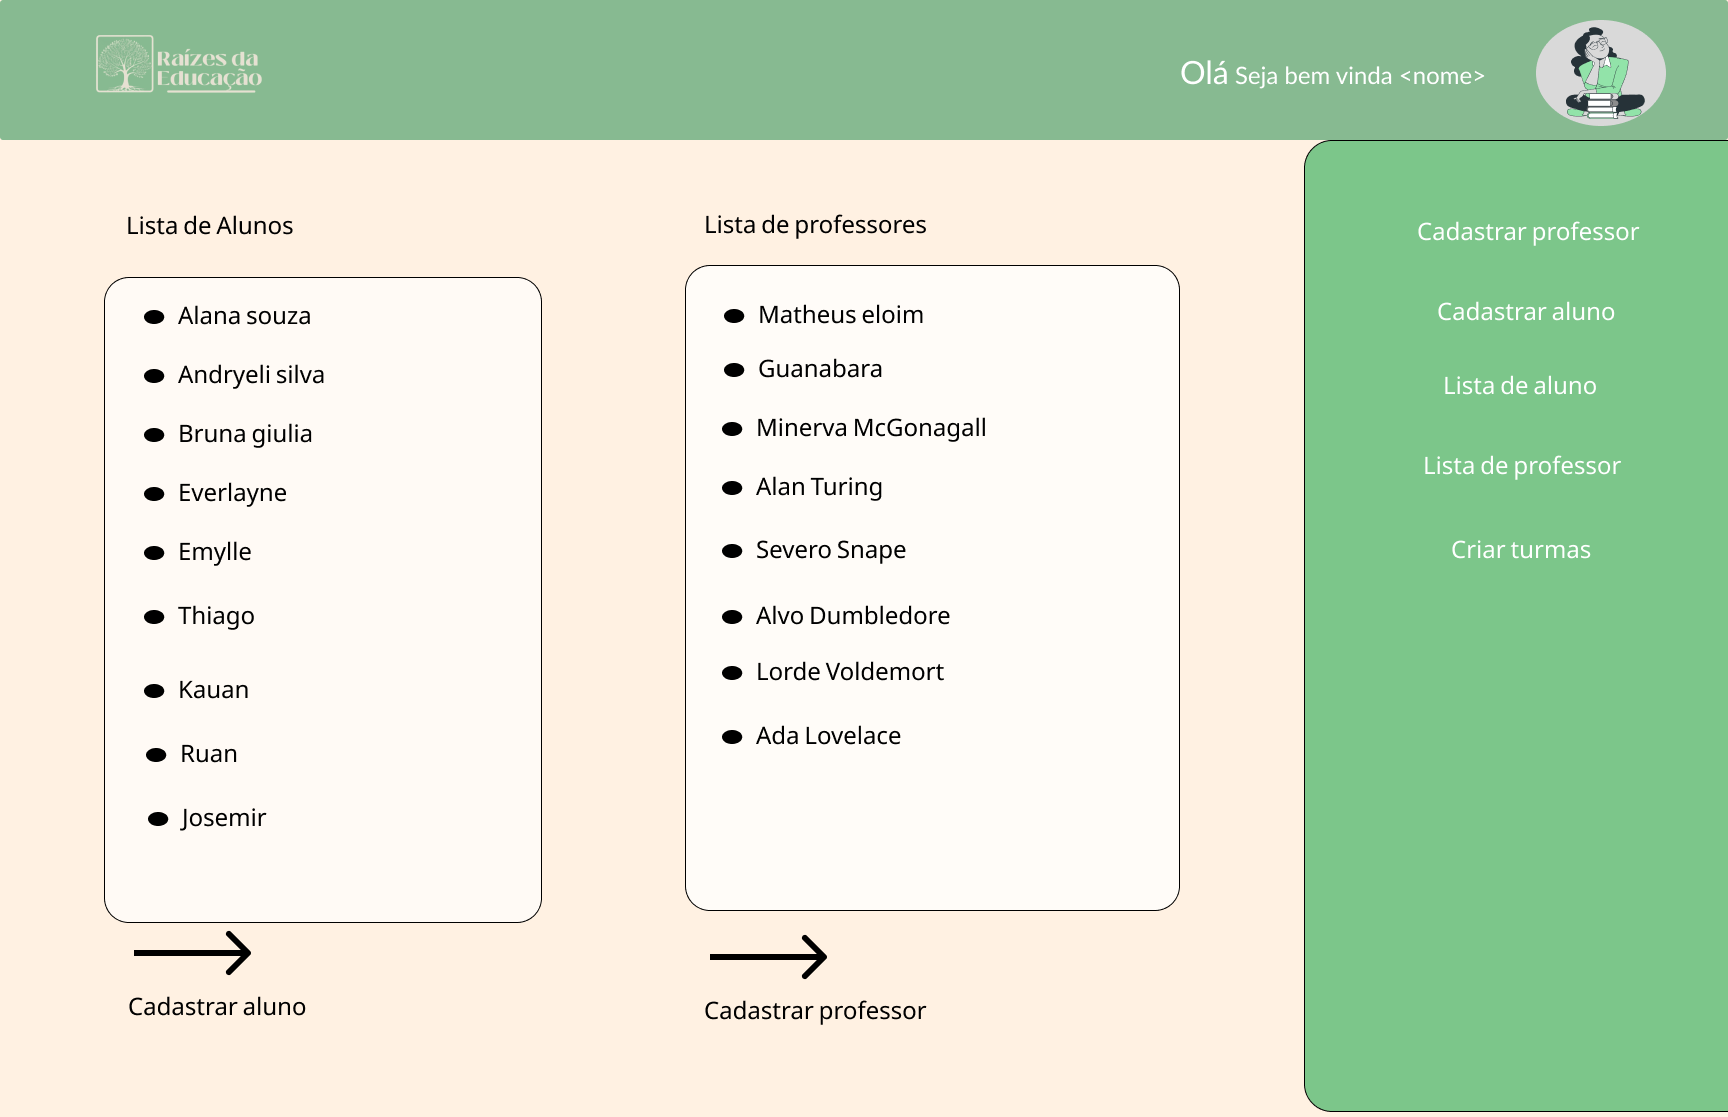 Raízes da
Educação
Olá Seja bem vinda <nome>
Lista de Alunos
Alana souza
Andryeli silva
Bruna giulia
Everlayne
Emylle
Thiago
Kauan
Ruan
Josemir
Cadastrar aluno
Lista de professores
Matheus eloim
Guanabara
Minerva McGonagall
Alan Turing
Severo Snape
Alvo Dumbledore
Lorde Voldemort
Ada Lovelace
Cadastrar professor
Cadastrar professor
Cadastrar aluno
Lista de aluno
Lista de professor
Criar turmas